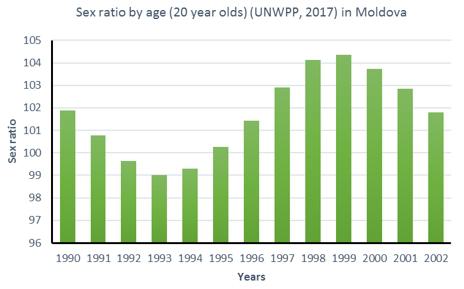 Sex ratio by age (20 year olds) (UNWPP, 2017) in Moldova
105
104
103
102
101
100
99
98
97
96
Sex ratio
1990 1991 1992 1993 1994 1995 1996 1997 1998 1999 2000 2001 2002
Years